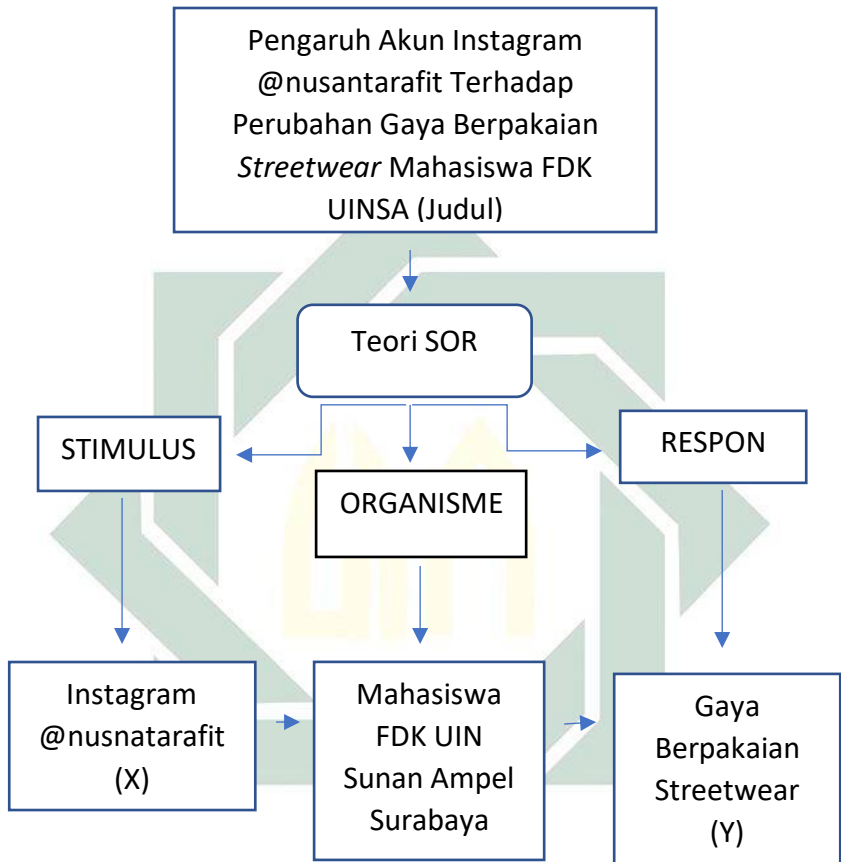 Pengaruh Akun Instagram
@nusantarafit Terhadap
Perubahan Gaya Berpakaian
Streetwear Mahasiswa FDK
UINSA (Judul)
Teori SOR
STIMULUS
ORGANISME
RESPON
Instagram
@nusnatarafit
(X)
Mahasiswa
FDK UIN
Sunan Ampel
Surabaya
Gaya
Berpakaian
Streetwear
(Y)